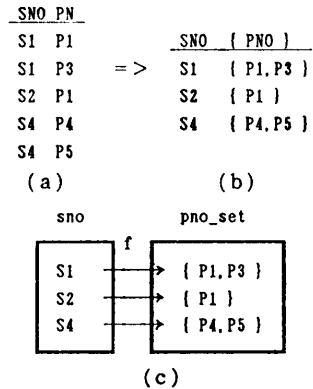 SNO PN
S1 P1
S1 P3
S2 P1
S4 P4
S4 P5
(a)
=>
SNO { PNO }
S1 { P1,P3 }
S2 { P1 }
S4 { P4,P5 }
(b)
sno
f
pno_set
S1 { P1,P3 }
S2 { P1 }
S4 { P4,P5 }
(c)